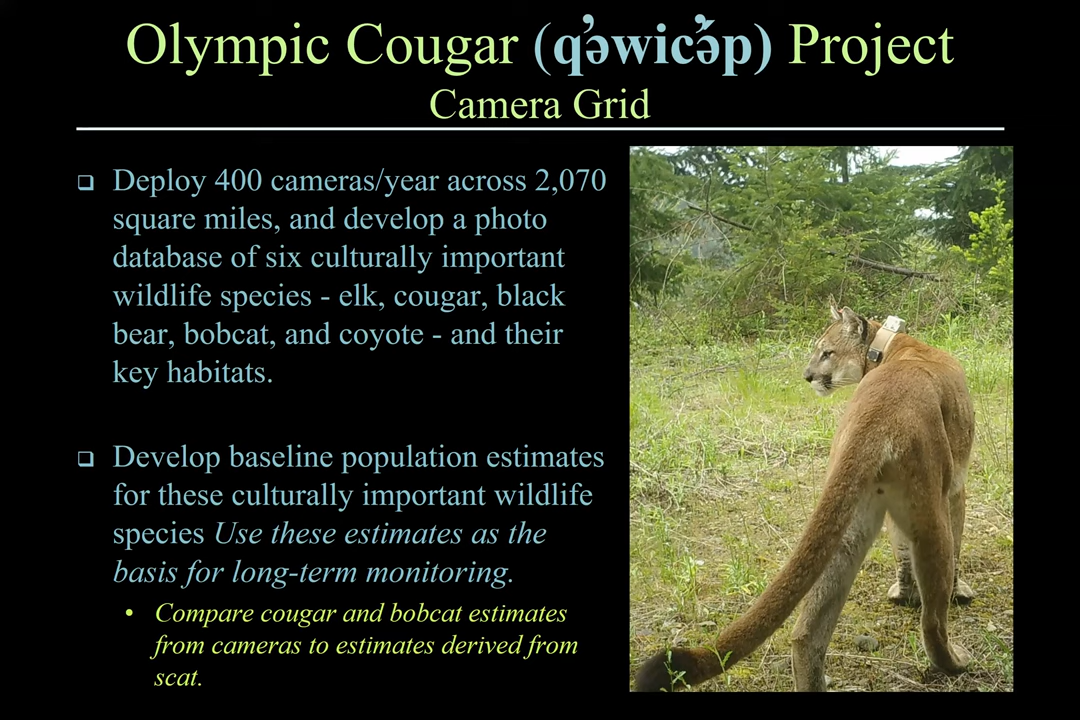 Olympic Cougar (q̓əwic̓ə́p) Project
Camera Grid
❑ Deploy 400 cameras/year across 2,070
square miles, and develop a photo
database of six culturally important
wildlife species - elk, cougar, black
bear, bobcat, and coyote - and their
key habitats.
❑ Develop baseline population estimates
for these culturally important wildlife
species Use these estimates as the
basis for long-term monitoring.
• Compare cougar and bobcat estimates
from cameras to estimates derived from
scat.